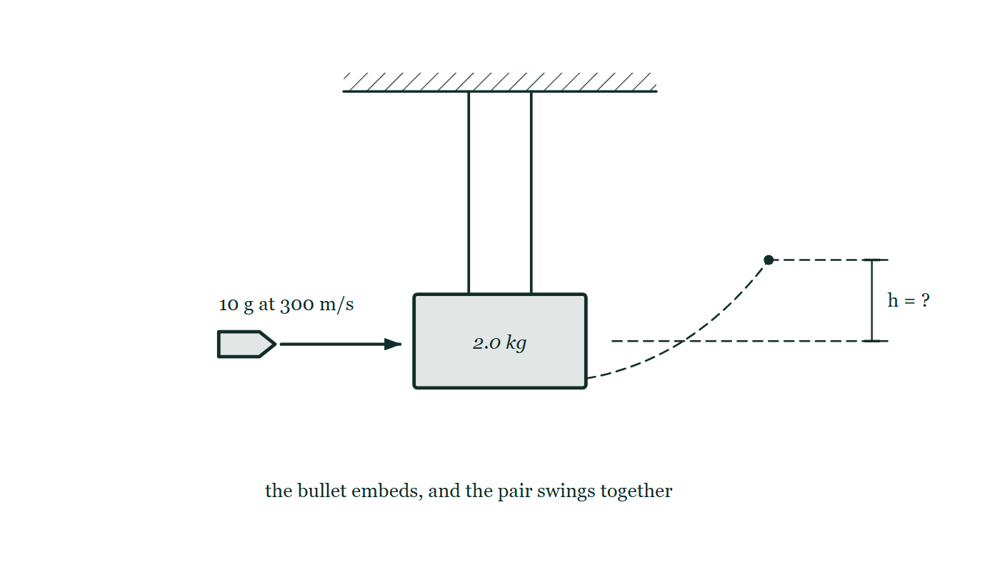 10 g at 300 m/s
2.0 kg
h = ?
the bullet embeds, and the pair swings together